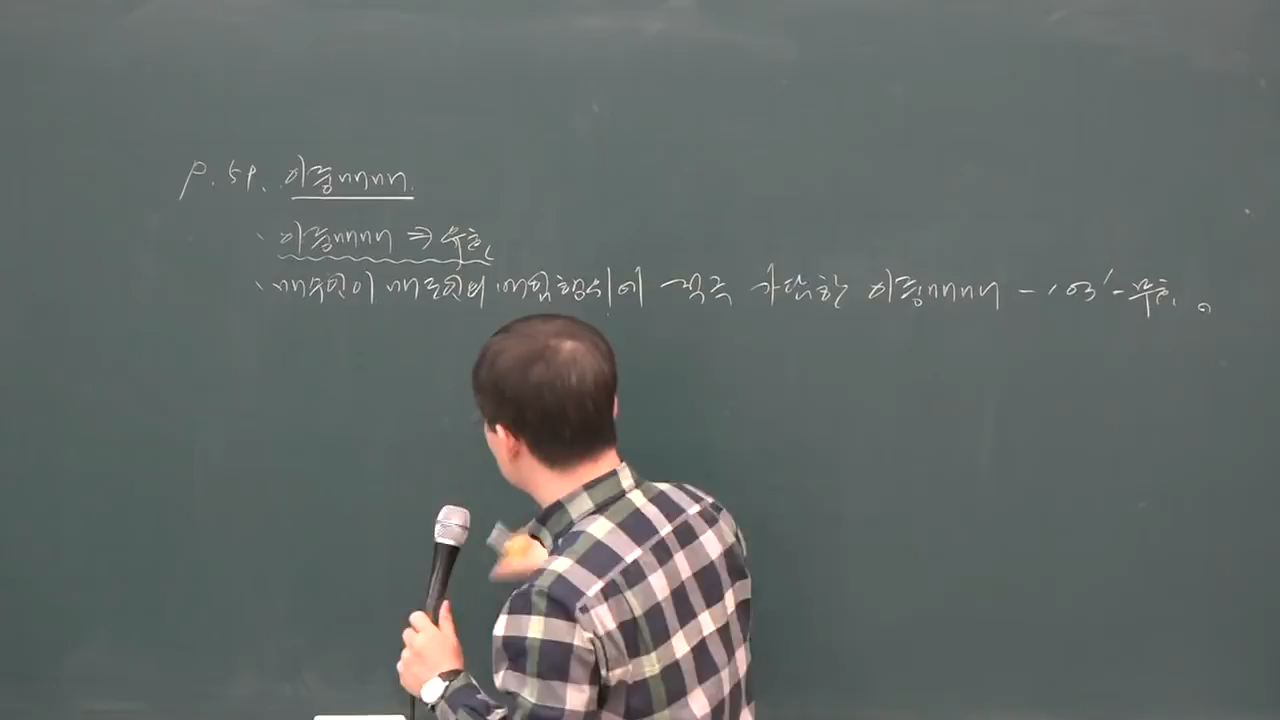 P. 59. 이중매매.
、이중매매 ⇒ 유효.
、매수인이 매도인의 배임행위에 적극 가담한 이중매매 - 103' - 무효.